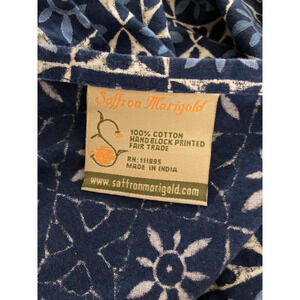 Saffron Marigold
100% COTTON
HAND BLOCK PRINTED
FAIR TRADE
RN: 111895
MADE IN INDIA
www.saffronmarigold.com